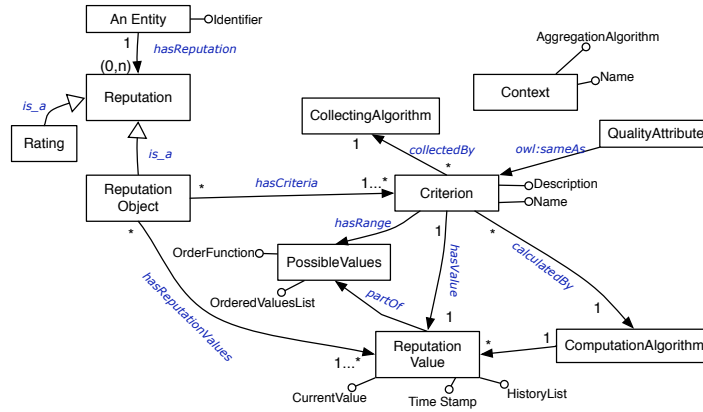 An Entity
Identifier
1
hasReputation
(0,n)
Reputation
is_a
Rating
is_a
Reputation
Object
AggregationAlgorithm
Name
Context
CollectingAlgorithm
1
collectedBy
*
QualityAttribute
owl:sameAs
*
hasCriteria
1...*
Criterion
Description
Name
*
hasRange
1
hasValue
*
calculatedBy
OrderFunction
PossibleValues
OrderedValuesList
hasReputationValues
partOf
1
1
1...*
Reputation
Value
*
1
ComputationAlgorithm
CurrentValue
Time Stamp
HistoryList